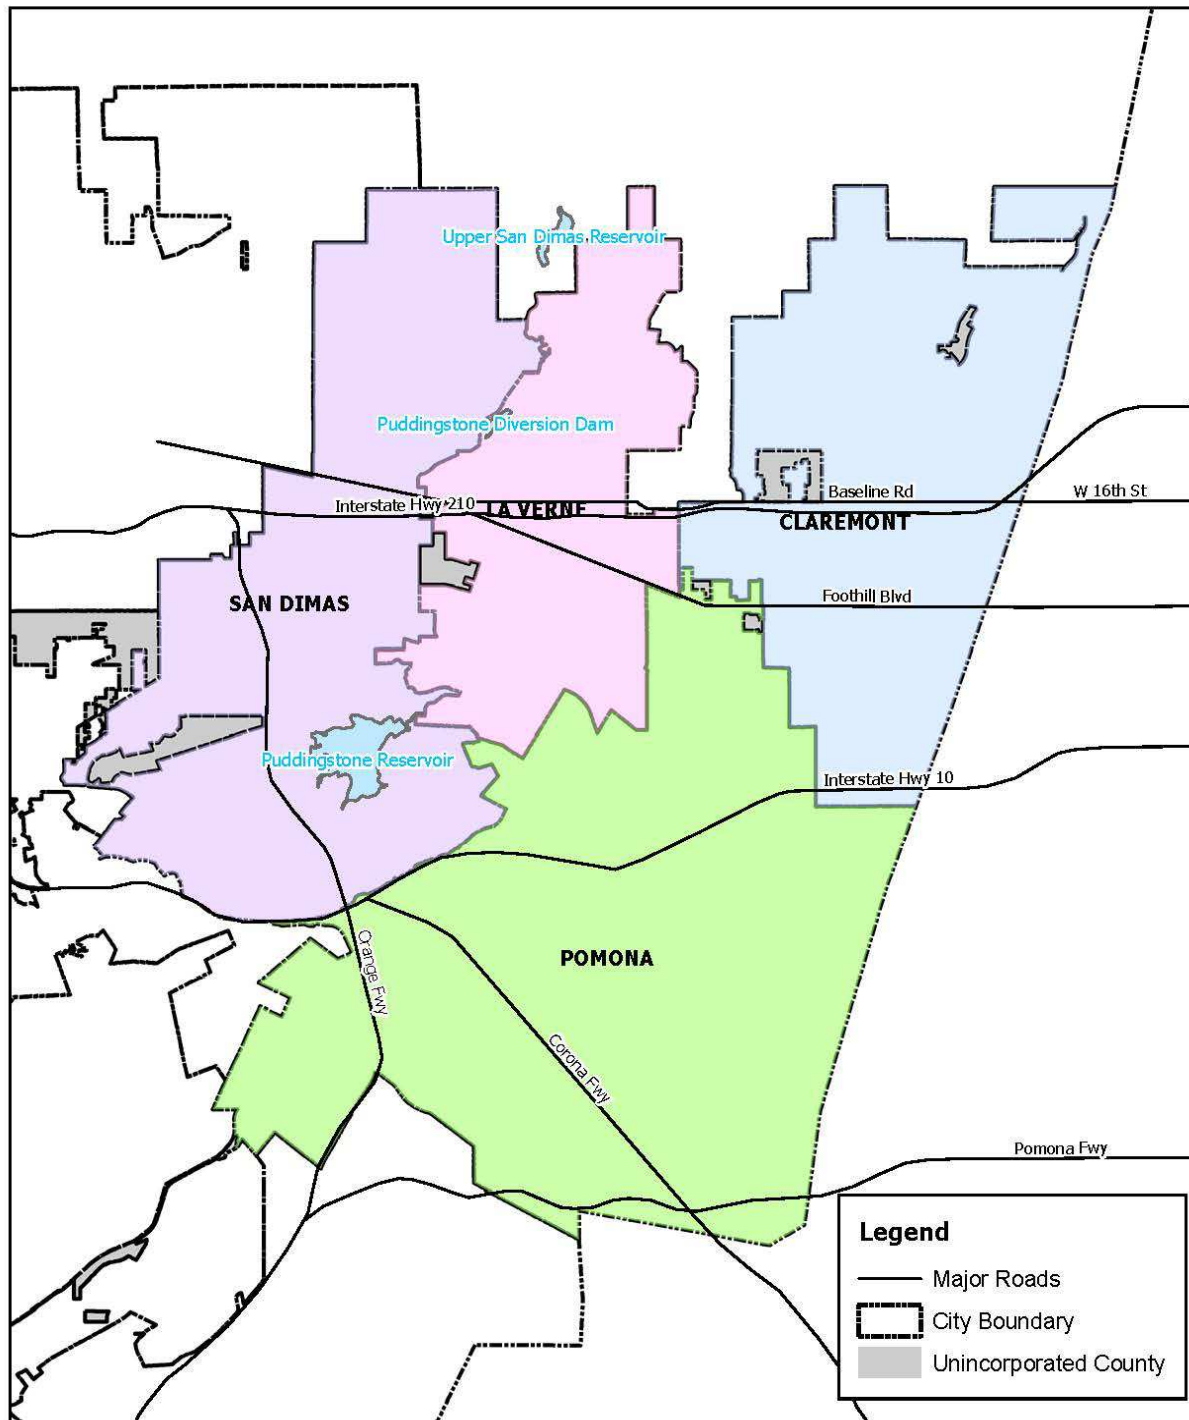 Upper San Dimas Reservoir
Puddingstone Diversion Dam
Interstate Hwy 210
LA VERNE
Baseline Rd
W 16th St
CLAREMONT
SAN DIMAS
Foothill Blvd
Puddingstone Reservoir
Interstate Hwy 10
Orange Fwy
POMONA
Corona Fwy
Pomona Fwy
Legend
Major Roads
City Boundary
Unincorporated County